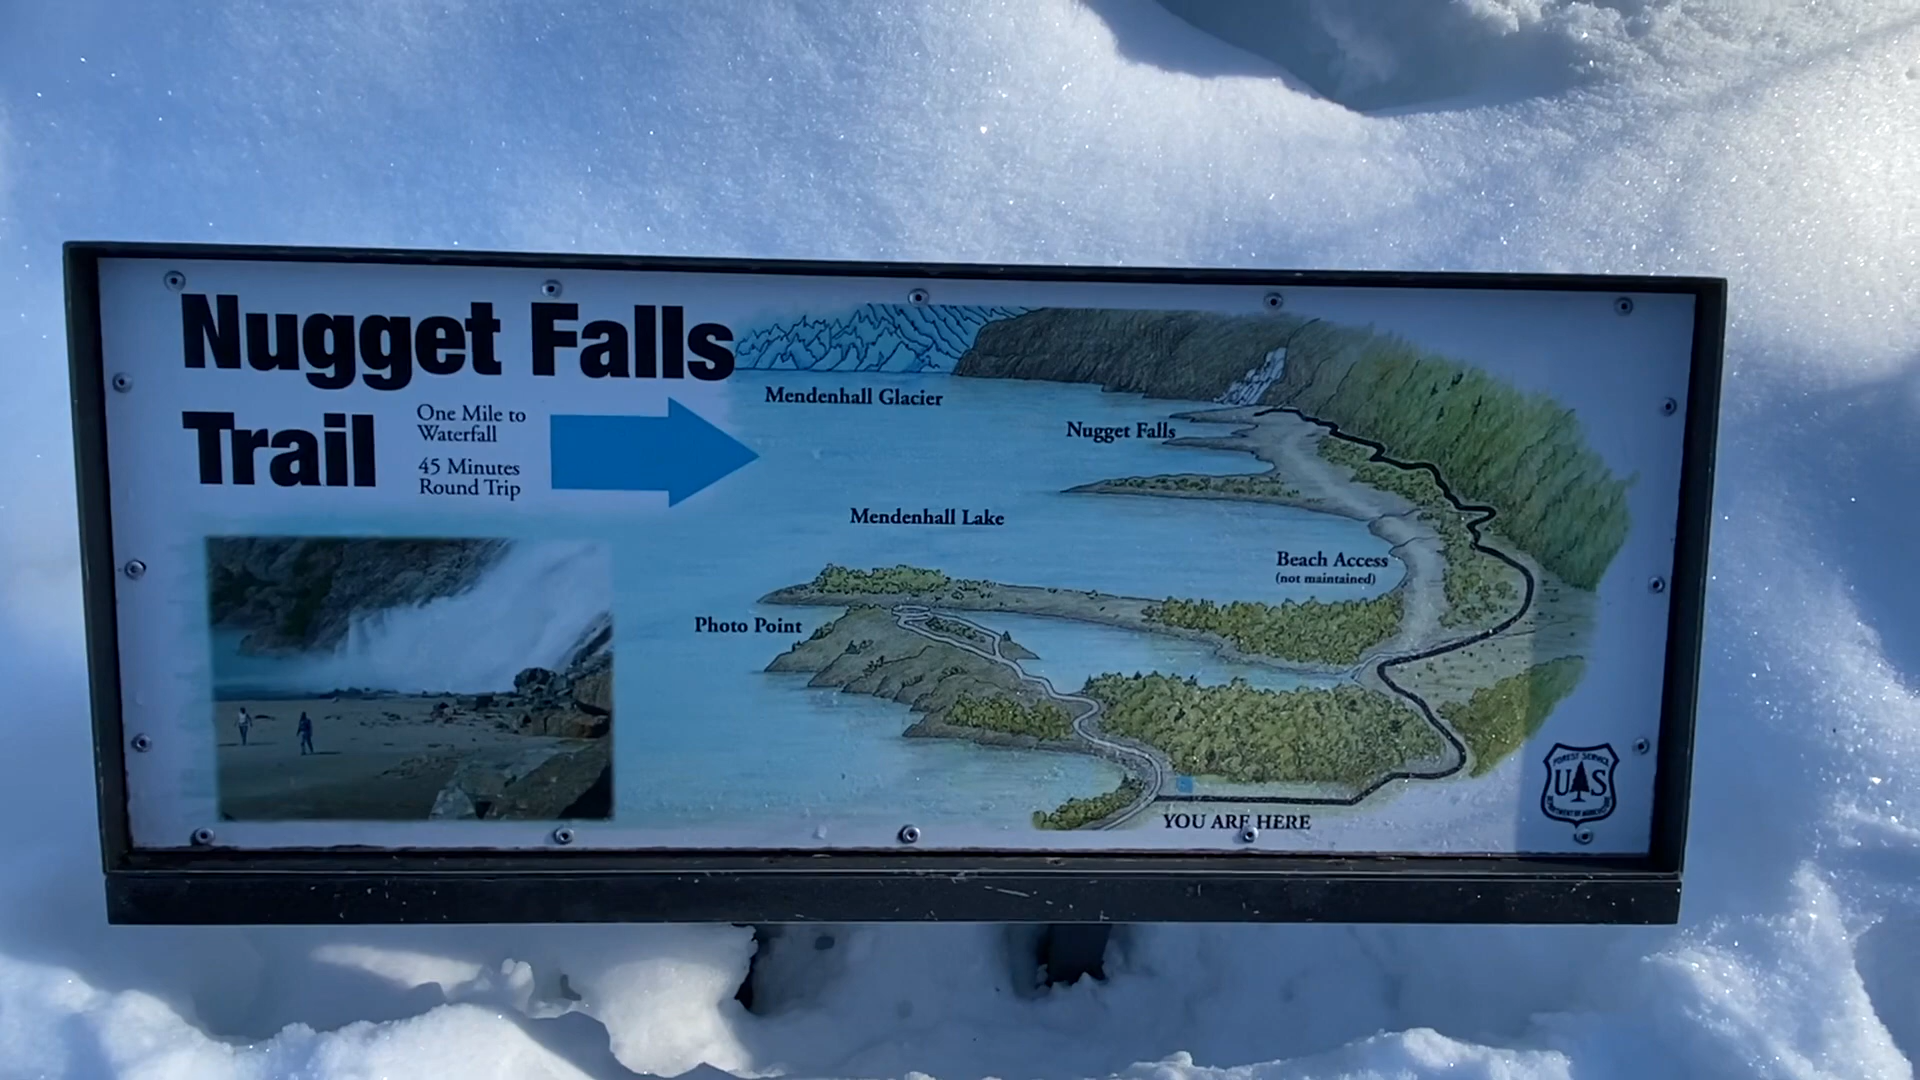 Nugget Falls
Trail
One Mile to
Waterfall
45 Minutes
Round Trip
Mendenhall Glacier
Nugget Falls
Mendenhall Lake
Beach Access
(not maintained)
Photo Point
YOU ARE HERE
FOREST SERVICE
U S
DEPARTMENT OF AGRICULTURE